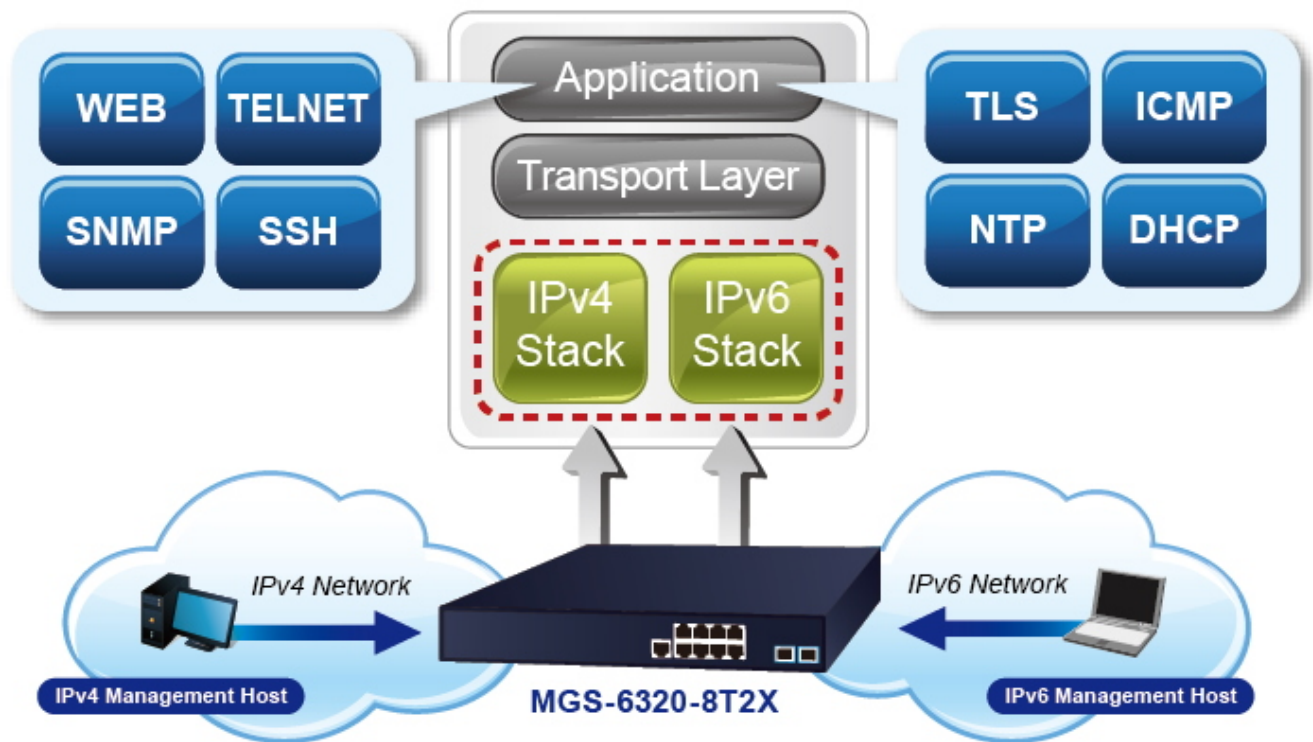 WEB
TELNET
SNMP
SSH
Application
Transport Layer
IPv4
Stack
IPv6
Stack
TLS
ICMP
NTP
DHCP
IPv4 Network
IPv4 Management Host
MGS-6320-8T2X
IPv6 Network
IPv6 Management Host